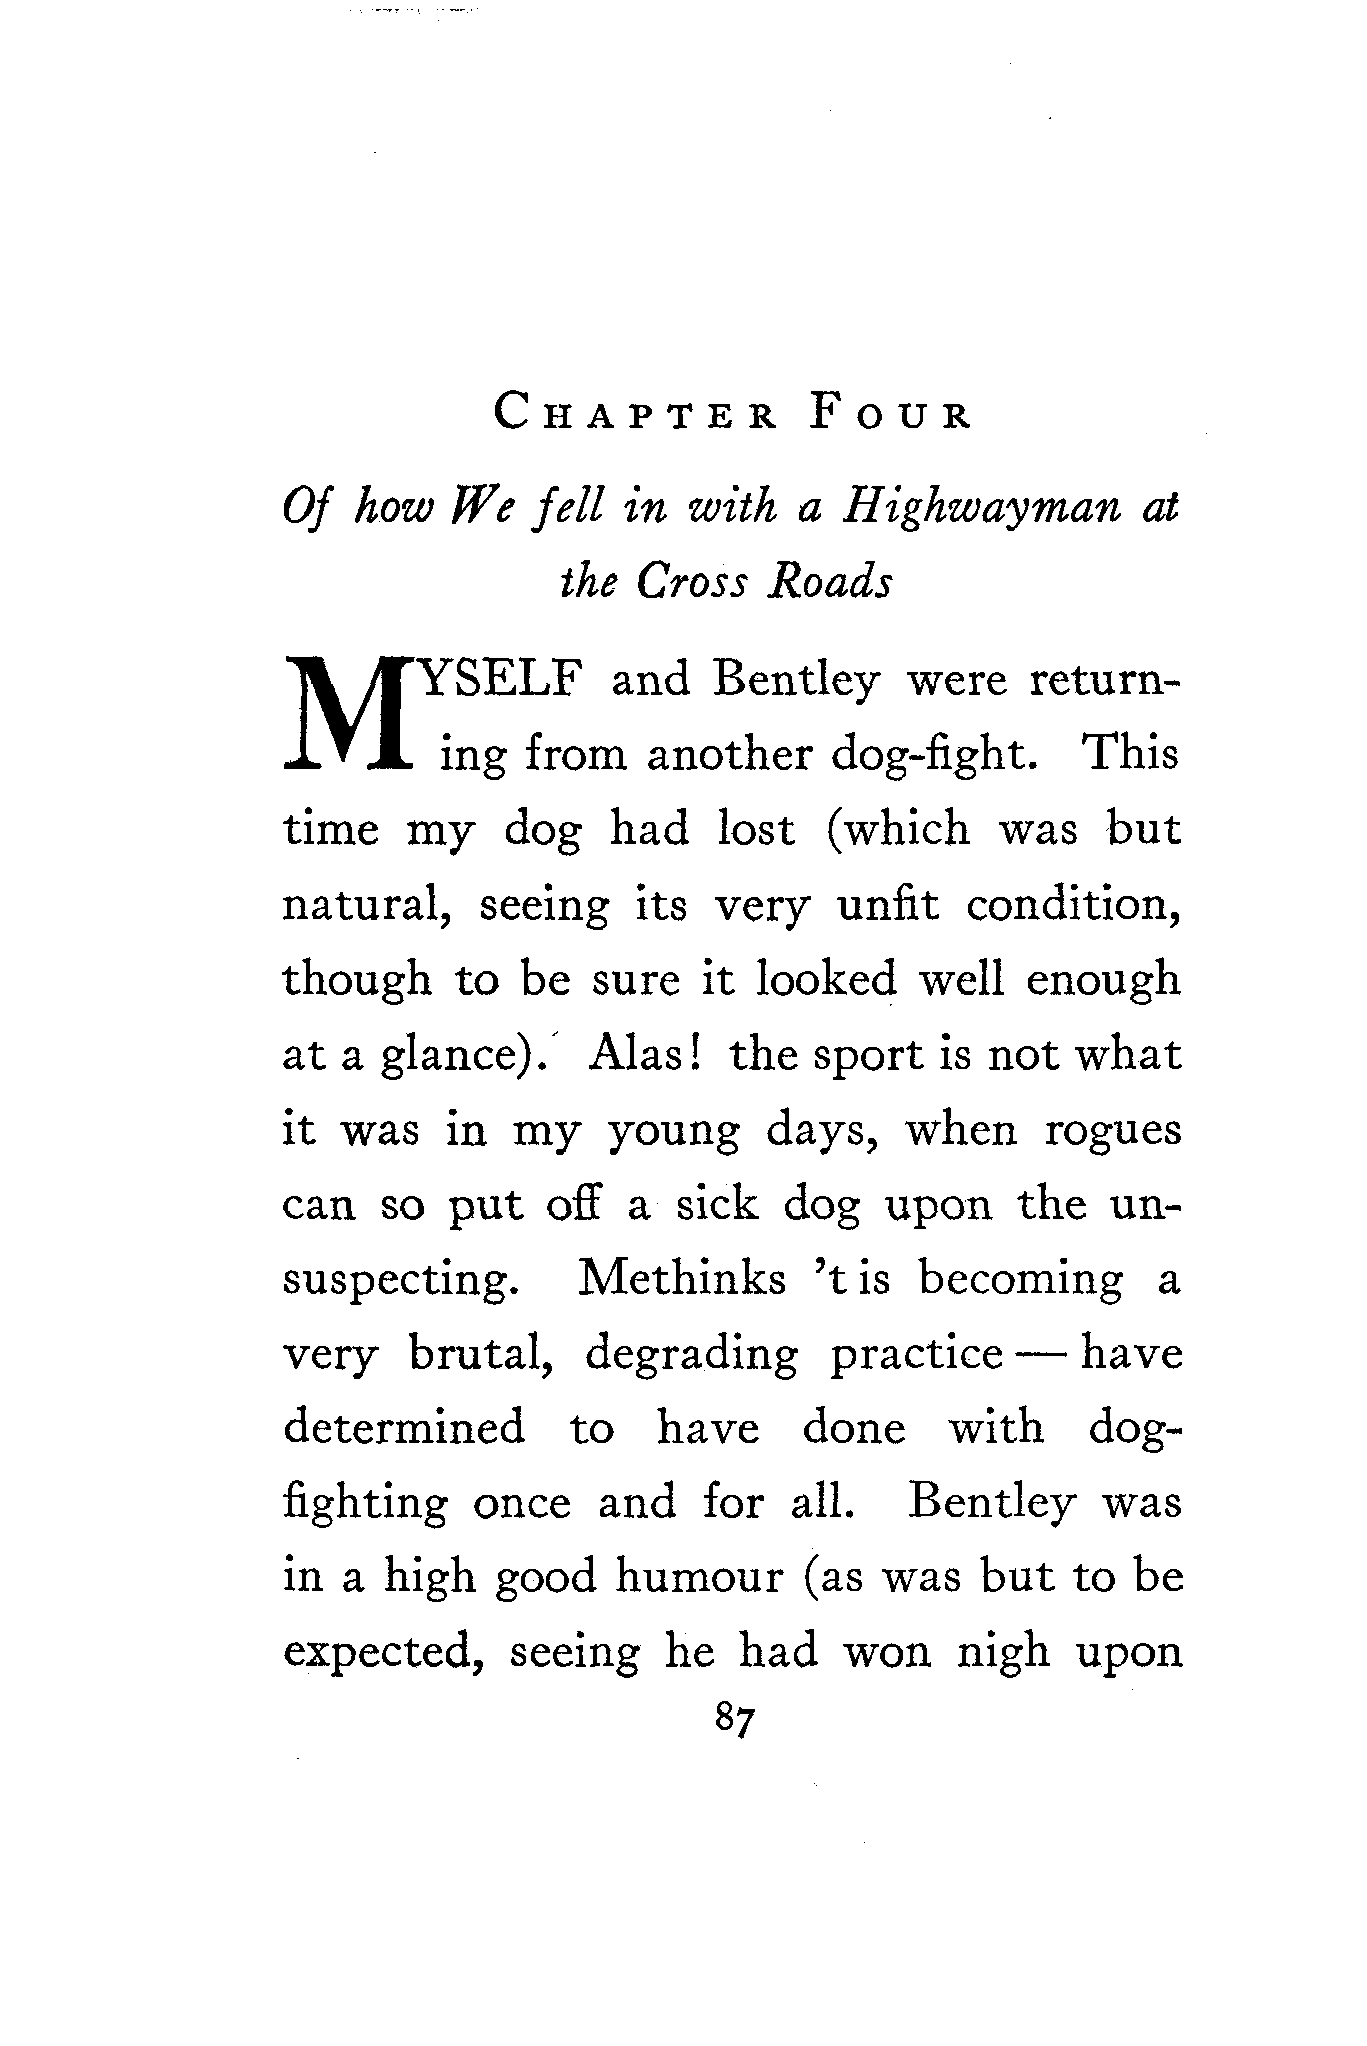 CHAPTER FOUR
Of how We fell in with a Highwayman at
the Cross Roads
MYSELF and Bentley were return-
ing from another dog-fight. This
time my dog had lost (which was but
natural, seeing its very unfit condition,
though to be sure it looked well enough
at a glance). Alas! the sport is not what
it was in my young days, when rogues
can so put off a sick dog upon the un-
suspecting. Methinks 't is becoming a
very brutal, degrading practice — have
determined to have done with dog-
fighting once and for all. Bentley was
in a high good humour (as was but to be
expected, seeing he had won nigh upon
87